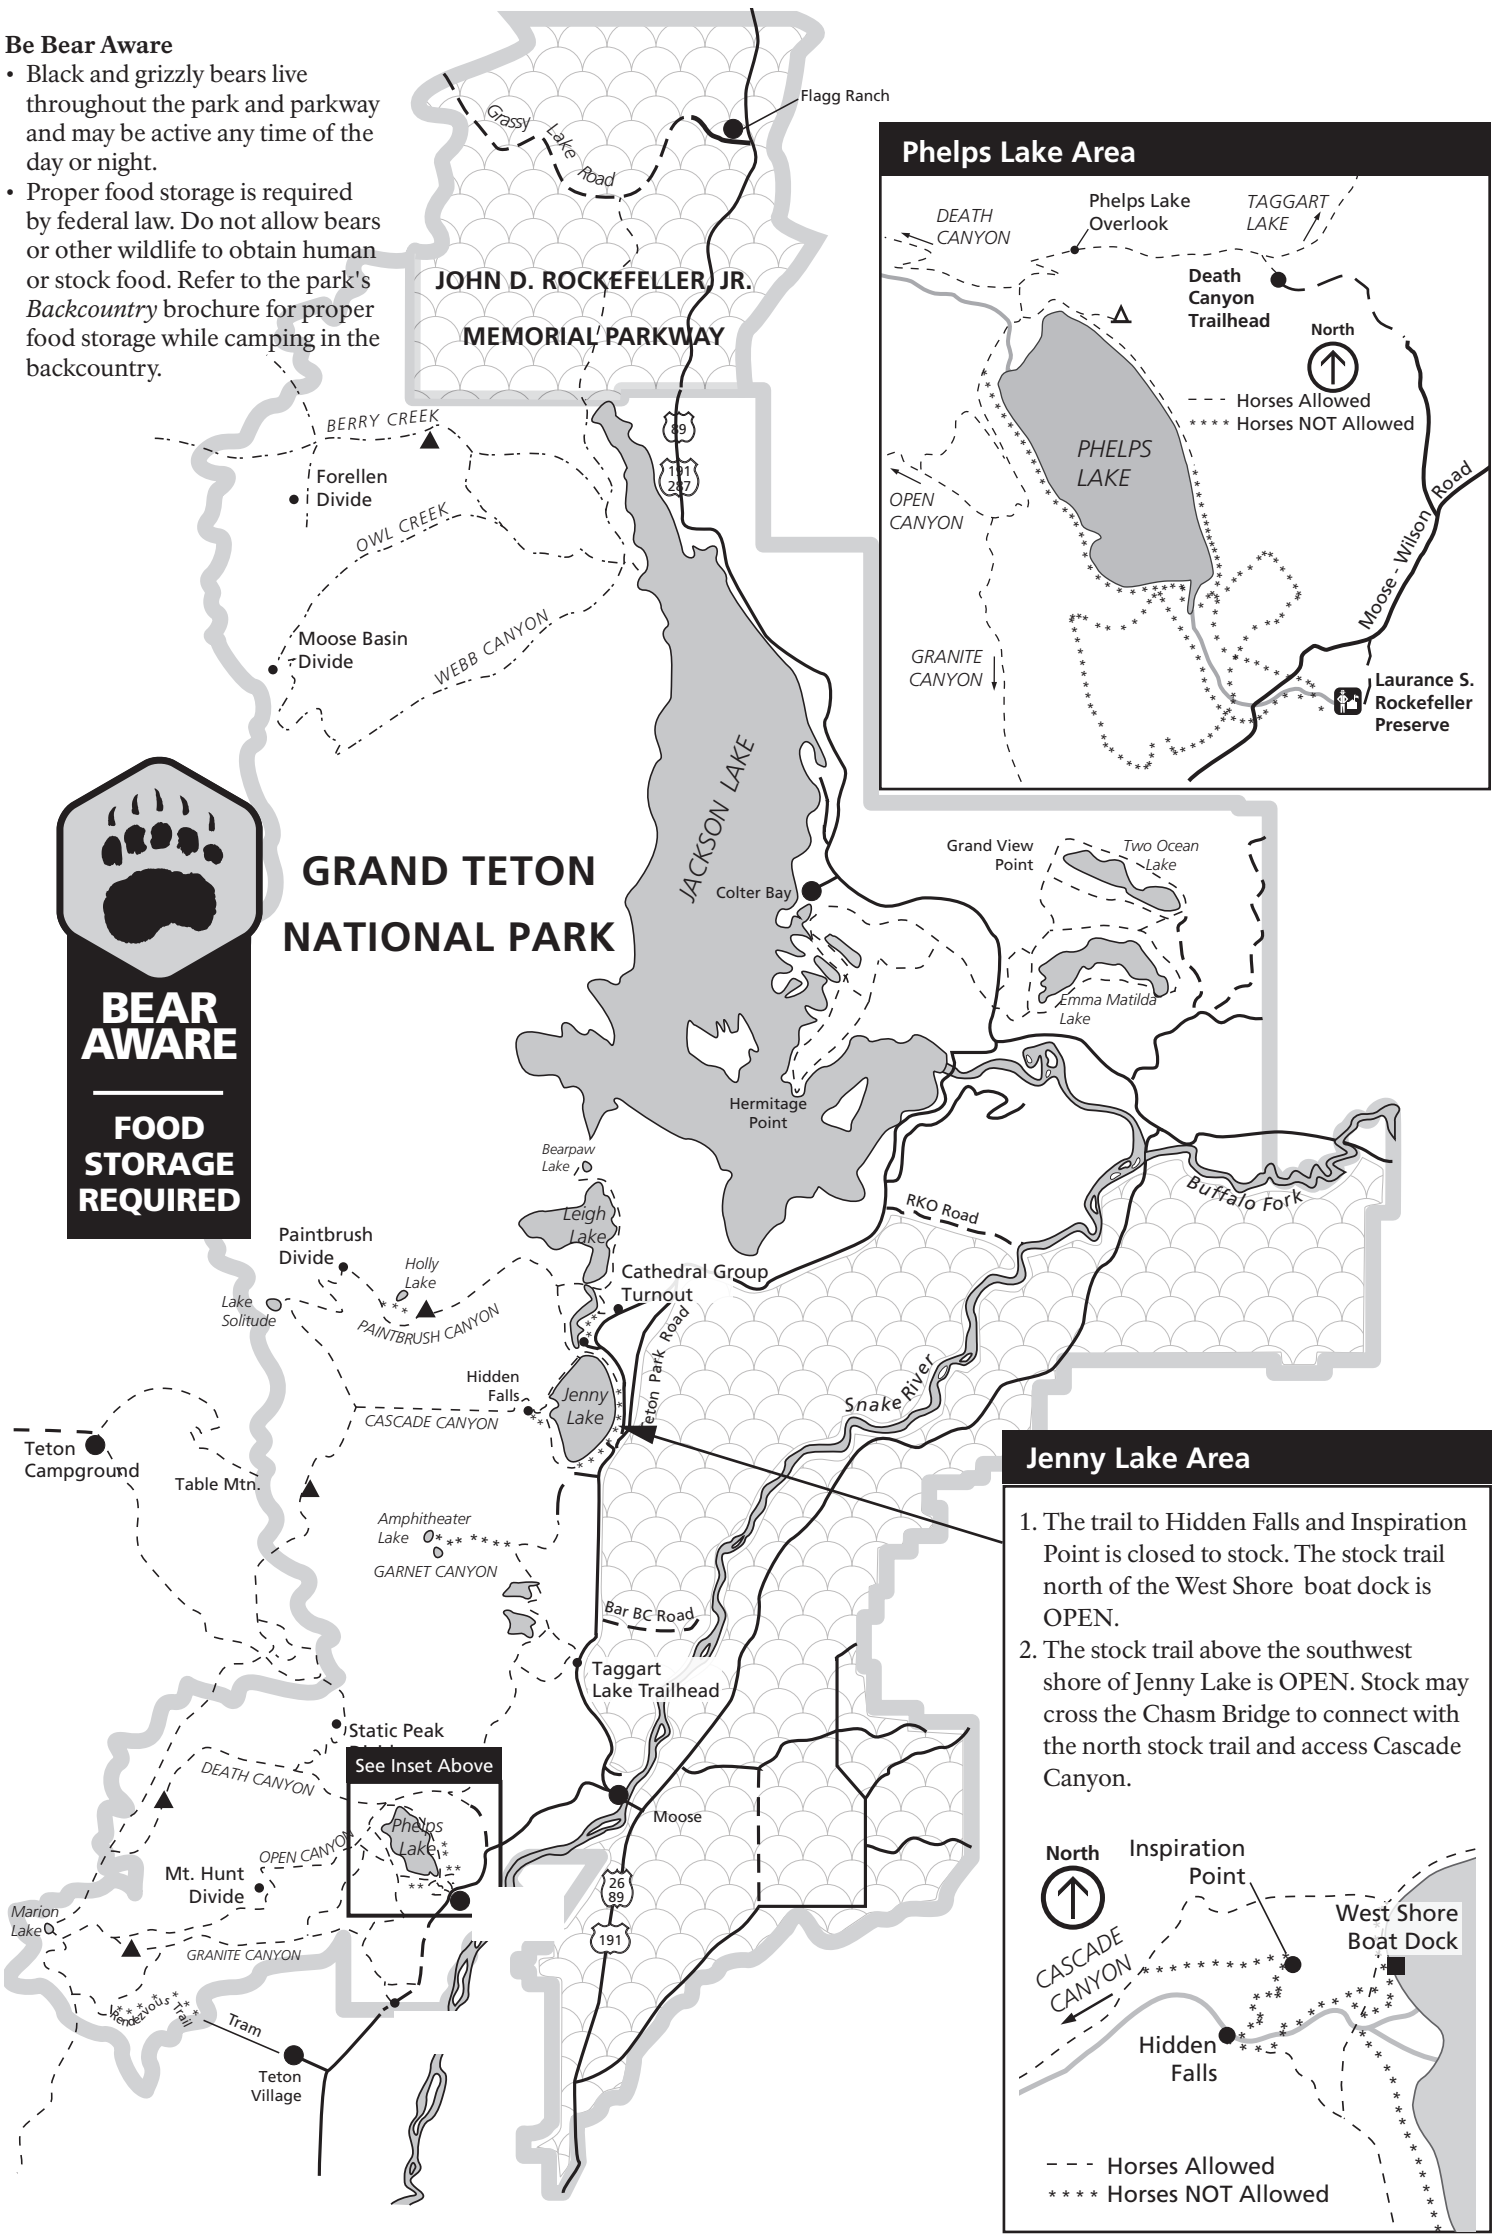 Be Bear Aware
• Black and grizzly bears live
throughout the park and parkway
and may be active any time of the
day or night.
• Proper food storage is required
by federal law. Do not allow bears
or other wildlife to obtain human
or stock food. Refer to the park's
Backcountry brochure for proper
food storage while camping in the
backcountry.
Flagg Ranch
Grassy Lake Road
JOHN D. ROCKEFELLER, JR.
MEMORIAL PARKWAY
Phelps Lake Area
DEATH
CANYON
Phelps Lake
Overlook
TAGGART
LAKE
Death
Canyon
Trailhead
North
- - - - Horses Allowed
**** Horses NOT Allowed
PHELPS
LAKE
OPEN
CANYON
Moose - Wilson Road
GRANITE
CANYON
Laurance S.
Rockefeller
Preserve
89
191
287
BERRY CREEK
Forellen
Divide
OWL CREEK
Moose Basin
Divide
WEBB CANYON
JACKSON LAKE
GRAND TETON
NATIONAL PARK
BEAR
AWARE
FOOD
STORAGE
REQUIRED
Grand View
Point
Two Ocean
Lake
Colter Bay
Emma Matilda
Lake
Hermitage
Point
Bearpaw
Lake
Leigh
Lake
RKO Road
Buffalo Fork
Paintbrush
Divide
Holly
Lake
Lake
Solitude
PAINTBRUSH CANYON
Cathedral Group
Turnout
Teton Park Road
Hidden
Falls
Jenny
Lake
CASCADE CANYON
Snake River
Teton
Campground
Table Mtn.
Amphitheater
Lake
GARNET CANYON
Bar BC Road
Taggart
Lake Trailhead
Static Peak
See Inset Above
DEATH CANYON
Phelps
Lake
Moose
OPEN CANYON
Mt. Hunt
Divide
Marion
Lake
GRANITE CANYON
26
89
191
Rendezvous Trail
Tram
Teton
Village
Jenny Lake Area
1. The trail to Hidden Falls and Inspiration
Point is closed to stock. The stock trail
north of the West Shore boat dock is
OPEN.
2. The stock trail above the southwest
shore of Jenny Lake is OPEN. Stock may
cross the Chasm Bridge to connect with
the north stock trail and access Cascade
Canyon.
North
Inspiration
Point
West Shore
Boat Dock
CASCADE
CANYON
Hidden
Falls
- - - Horses Allowed
**** Horses NOT Allowed